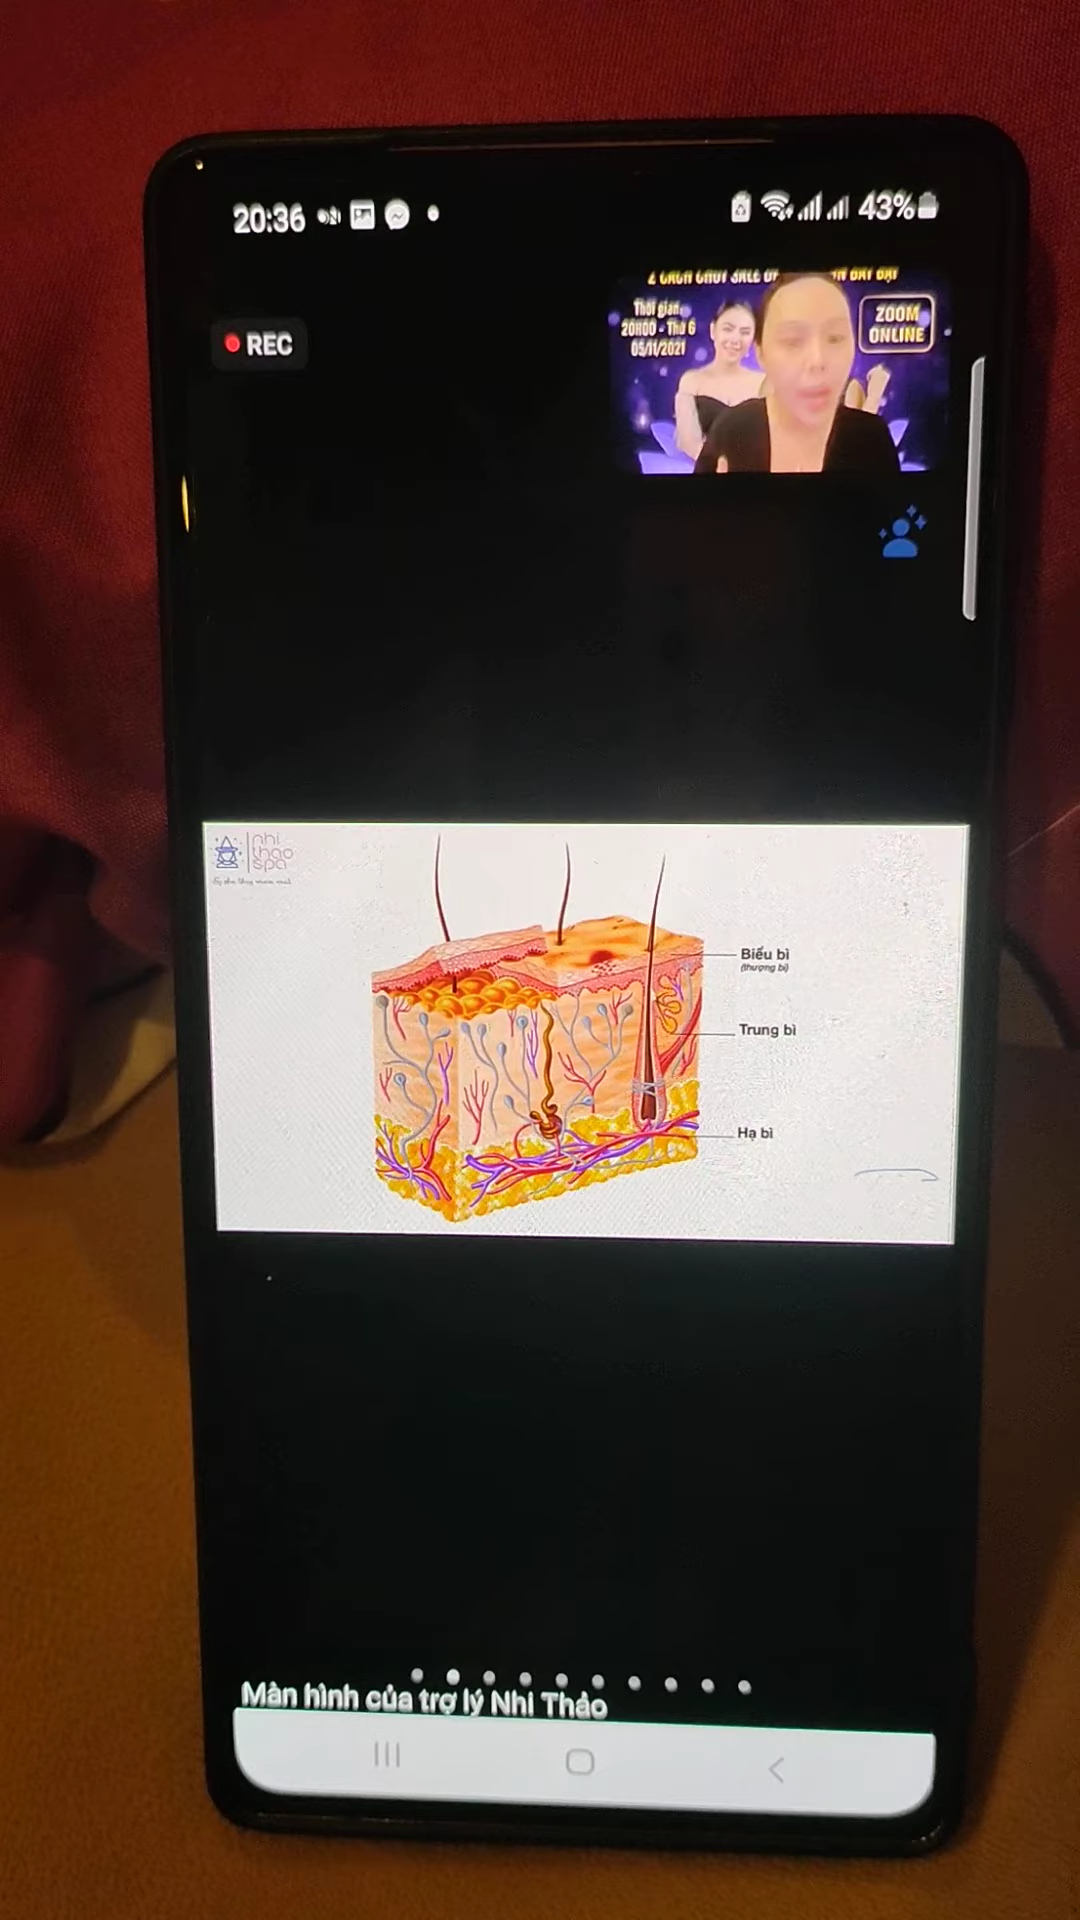 20:36
43%
REC
Thời gian:
20H00 - Thứ 6
05/11/2021
ZOOM
ONLINE
nhi
thảo
spa
Biểu bì
(thượng bì)
Trung bì
Hạ bì
Màn hình của trợ lý Nhi Thảo